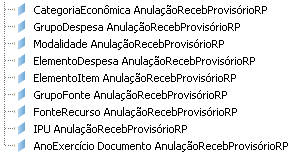 CategoriaEconômica AnulaçãoRecebProvisórioRP
GrupoDespesa AnulaçãoRecebProvisórioRP
Modalidade AnulaçãoRecebProvisórioRP
ElementoDespesa AnulaçãoRecebProvisórioRP
ElementoItem AnulaçãoRecebProvisórioRP
GrupoFonte AnulaçãoRecebProvisórioRP
FonteRecurso AnulaçãoRecebProvisórioRP
IPU AnulaçãoRecebProvisórioRP
AnoExercício Documento AnulaçãoRecebProvisórioRP